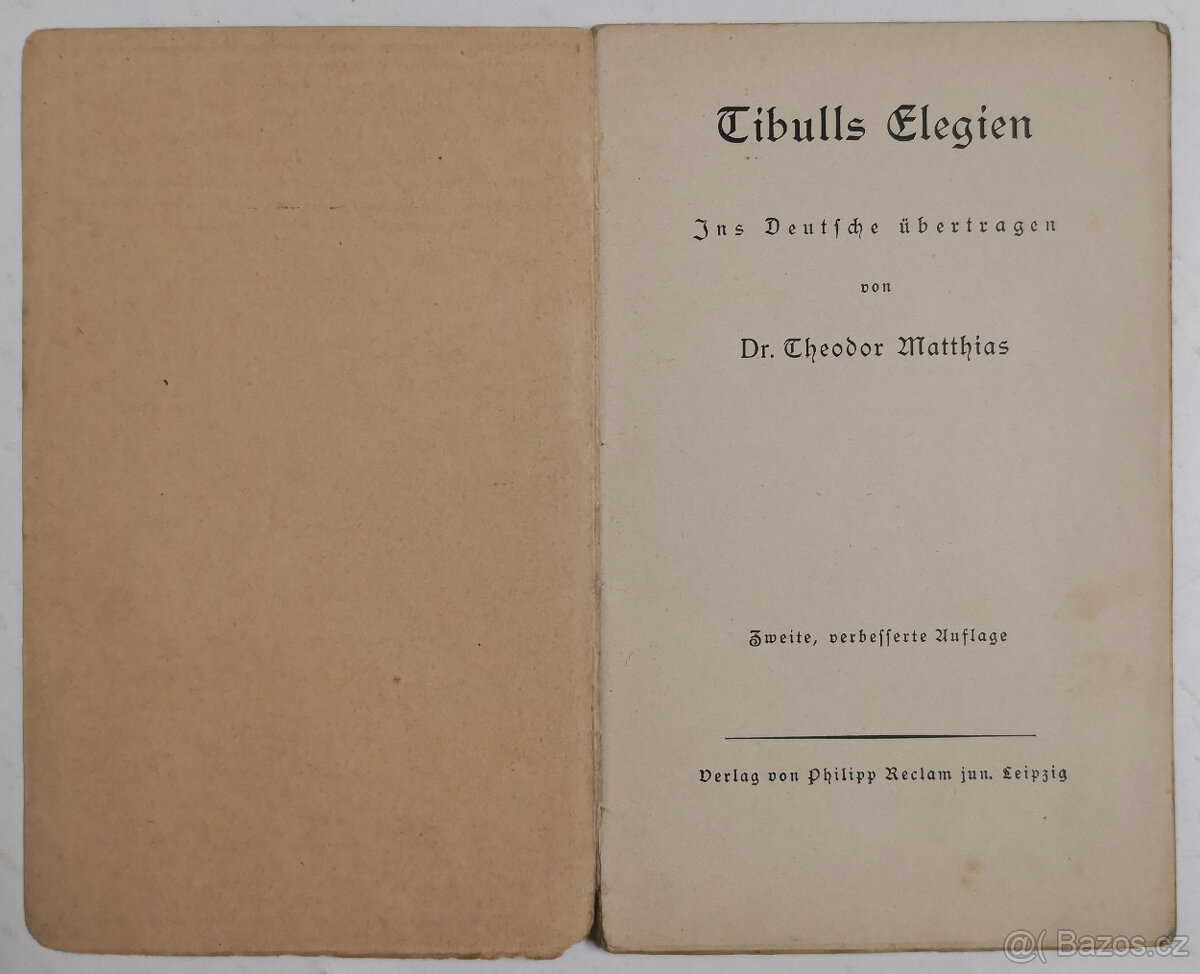 Tibulls Elegien
Ins Deutſche übertragen
von
Dr. Theodor Matthias
Zweite, verbeſſerte Auflage
Verlag von Philipp Reclam jun. Leipzig
@( Bazos.cz